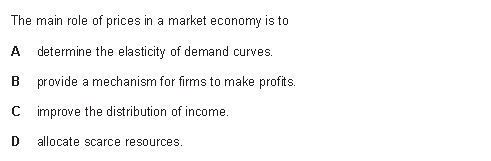 The main role of prices in a market economy is to
A determine the elasticity of demand curves.
B provide a mechanism for firms to make profits.
C improve the distribution of income.
D allocate scarce resources.